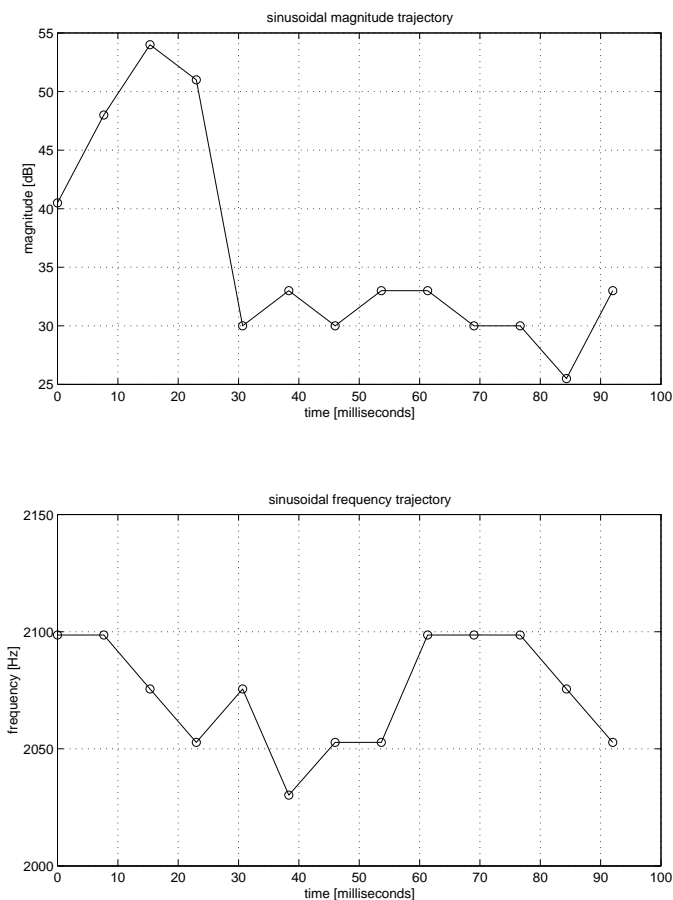 sinusoidal magnitude trajectory
55
50
45
40
35
30
25
magnitude [dB]
0 10 20 30 40 50 60 70 80 90 100
time [milliseconds]
sinusoidal frequency trajectory
2150
2100
2050
2000
frequency [Hz]
0 10 20 30 40 50 60 70 80 90 100
time [milliseconds]